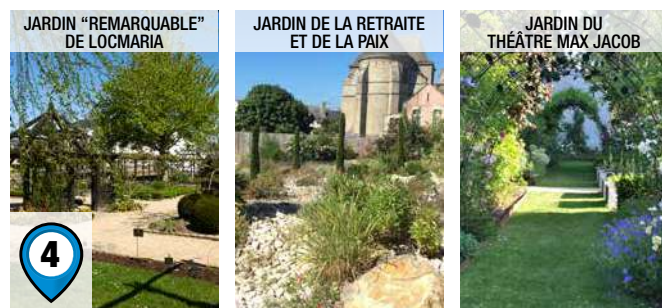 JARDIN “REMARQUABLE”
DE LOCMARIA
JARDIN DE LA RETRAITE
ET DE LA PAIX
JARDIN DU
THÉÂTRE MAX JACOB
4